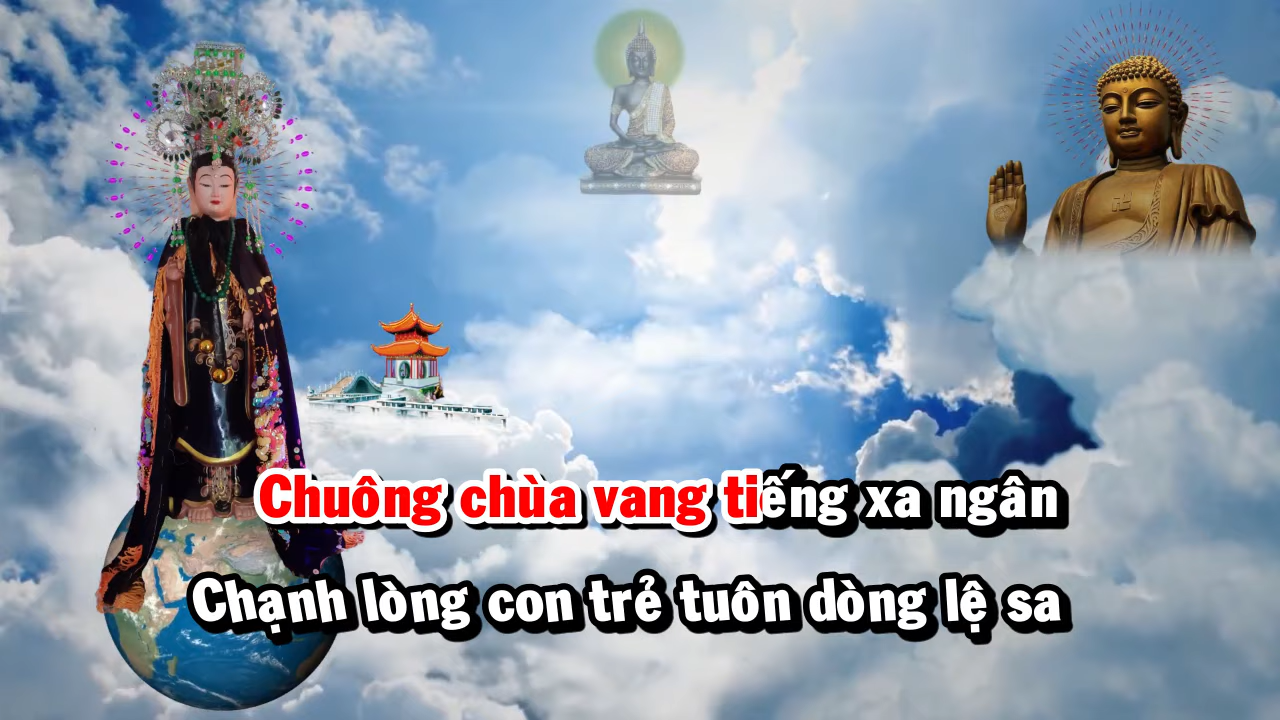 Chuông chùa vang tiếng xa ngân
Chạnh lòng con trẻ tuôn dòng lệ sa